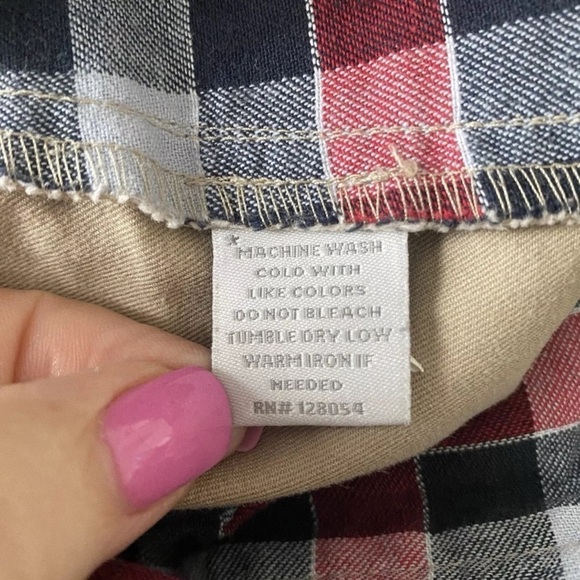 MACHINE WASH
COLD WITH
LIKE COLORS
DO NOT BLEACH
TUMBLE DRY LOW
WARM IRON IF
NEEDED
RN# 128054